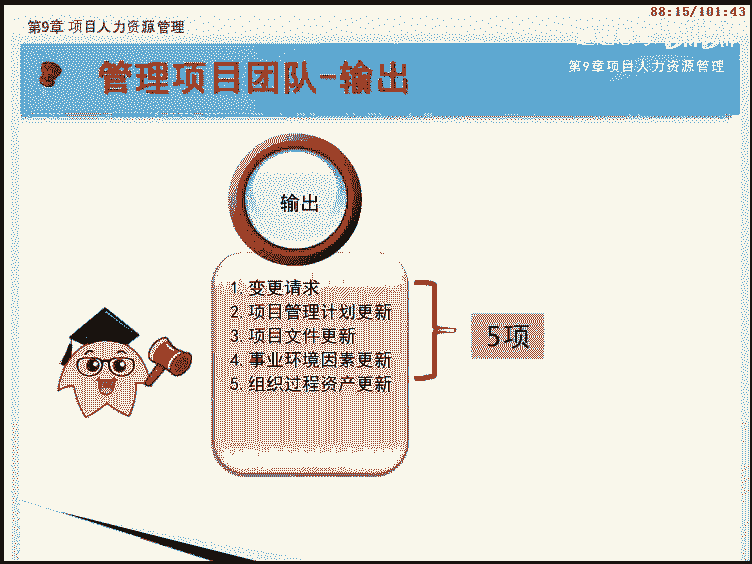 88:15/101:43
第9章 项目人力资源管理
第9章项目人力资源管理
管理项目团队-输出
输出
1. 变更请求
2. 项目管理计划更新
3. 项目文件更新
4. 事业环境因素更新
5. 组织过程资产更新
5项